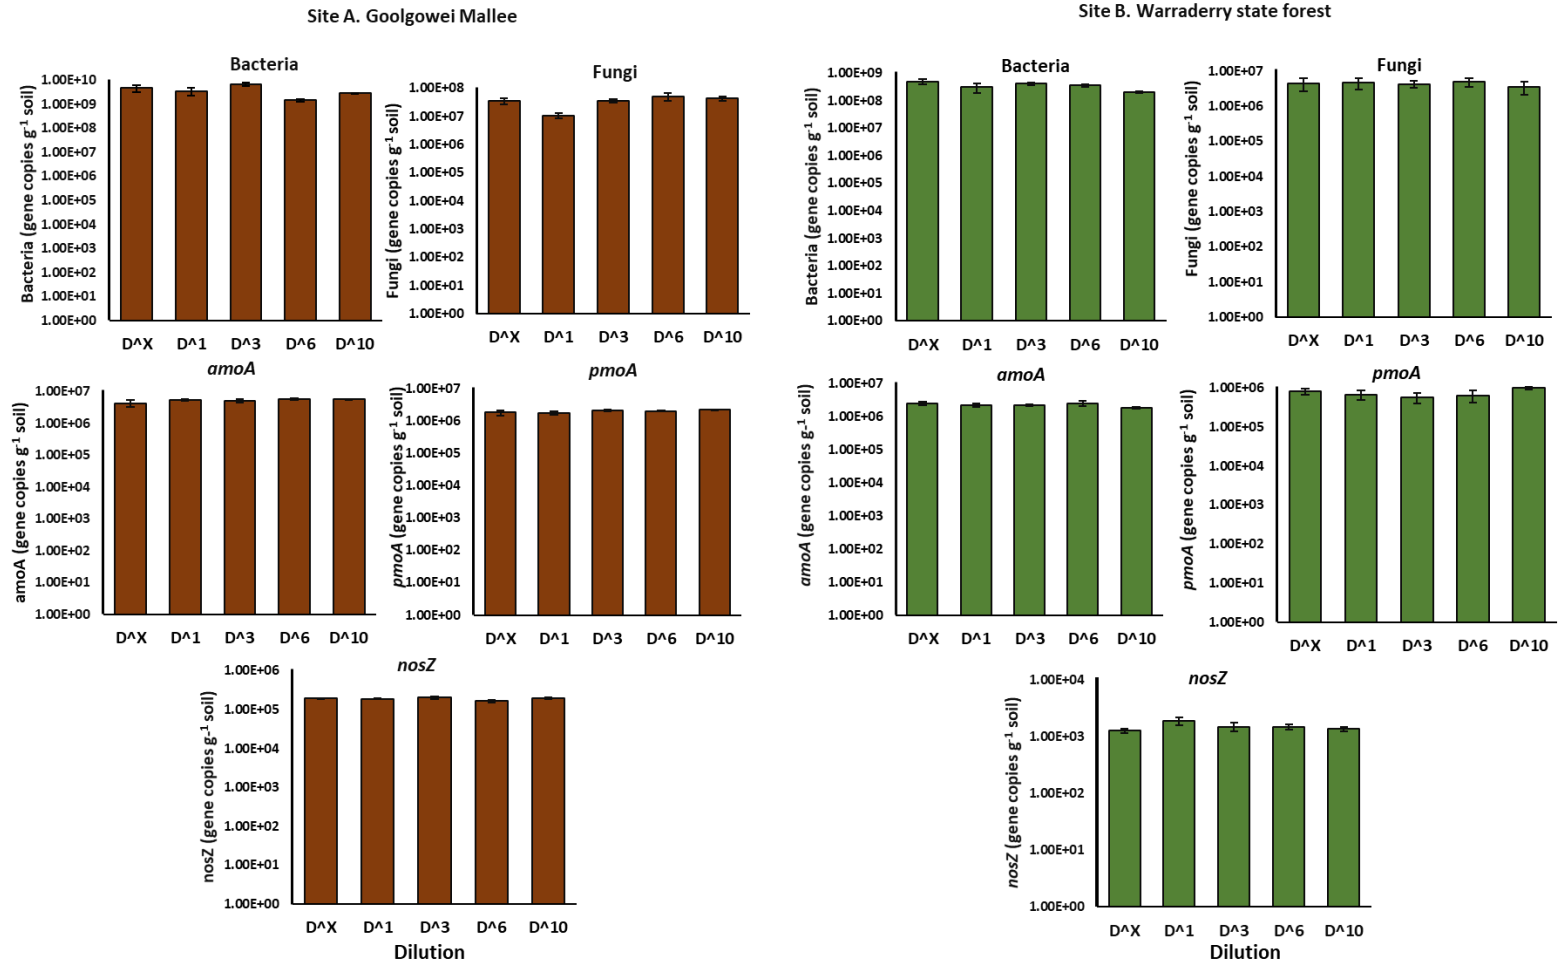 Site A. Goolgowei Mallee
Bacteria
Bacteria (gene copies g-1 soil)
1.00E+10
1.00E+09
1.00E+08
1.00E+07
1.00E+06
1.00E+05
1.00E+04
1.00E+03
1.00E+02
1.00E+01
1.00E+00
D^X D^1 D^3 D^6 D^10
Fungi
Fungi (gene copies g-1 soil)
1.00E+08
1.00E+07
1.00E+06
1.00E+05
1.00E+04
1.00E+03
1.00E+02
1.00E+01
1.00E+00
D^X D^1 D^3 D^6 D^10
amoA
amoA (gene copies g-1 soil)
1.00E+07
1.00E+06
1.00E+05
1.00E+04
1.00E+03
1.00E+02
1.00E+01
1.00E+00
D^X D^1 D^3 D^6 D^10
pmoA
pmoA (gene copies g-1 soil)
1.00E+07
1.00E+06
1.00E+05
1.00E+04
1.00E+03
1.00E+02
1.00E+01
1.00E+00
D^X D^1 D^3 D^6 D^10
nosZ
nosZ (gene copies g-1 soil)
1.00E+06
1.00E+05
1.00E+04
1.00E+03
1.00E+02
1.00E+01
1.00E+00
D^X D^1 D^3 D^6 D^10
Dilution
Site B. Warraderry state forest
Bacteria
Bacteria (gene copies g-1 soil)
1.00E+09
1.00E+08
1.00E+07
1.00E+06
1.00E+05
1.00E+04
1.00E+03
1.00E+02
1.00E+01
1.00E+00
D^X D^1 D^3 D^6 D^10
Fungi
Fungi (gene copies g-1 soil)
1.00E+07
1.00E+06
1.00E+05
1.00E+04
1.00E+03
1.00E+02
1.00E+01
1.00E+00
D^X D^1 D^3 D^6 D^10
amoA
amoA (gene copies g-1 soil)
1.00E+07
1.00E+06
1.00E+05
1.00E+04
1.00E+03
1.00E+02
1.00E+01
1.00E+00
D^X D^1 D^3 D^6 D^10
pmoA
pmoA (gene copies g-1 soil)
1.00E+06
1.00E+05
1.00E+04
1.00E+03
1.00E+02
1.00E+01
1.00E+00
D^X D^1 D^3 D^6 D^10
nosZ
nosZ (gene copies g-1 soil)
1.00E+04
1.00E+03
1.00E+02
1.00E+01
1.00E+00
D^X D^1 D^3 D^6 D^10
Dilution